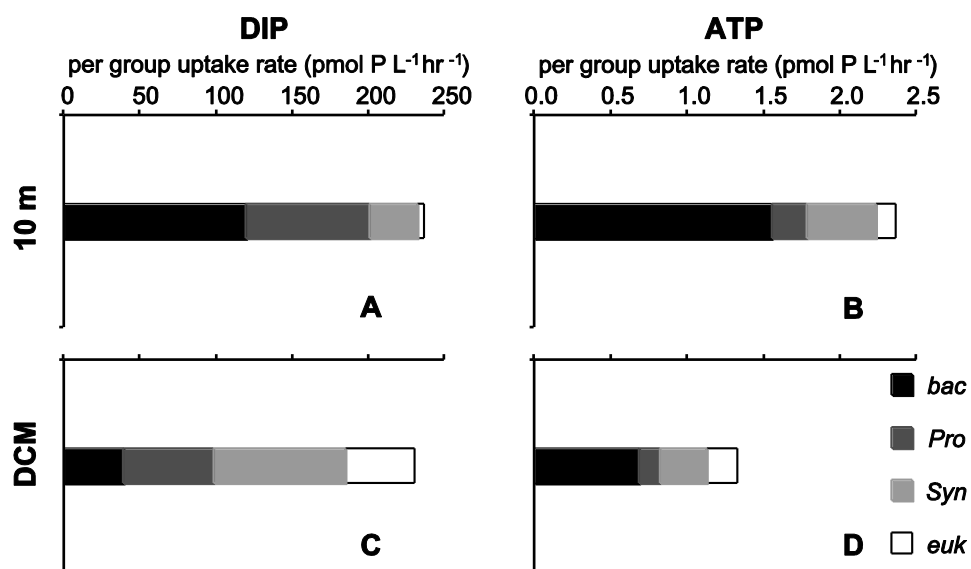 DIP
per group uptake rate (pmol P L-1 hr -1)
0 50 100 150 200 250
ATP
per group uptake rate (pmol P L-1 hr -1)
0.0 0.5 1.0 1.5 2.0 2.5
10 m
A
B
DCM
C
D
bac
Pro
Syn
euk